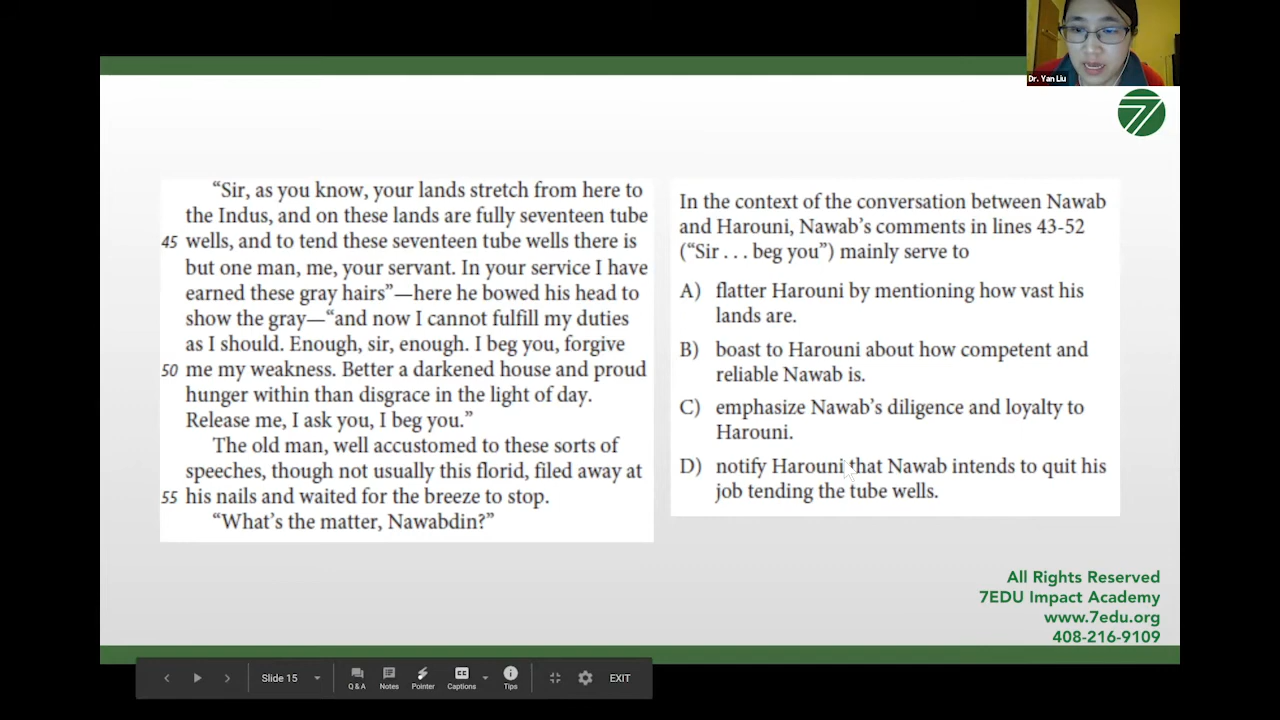 Dr. Yan Liu
“Sir, as you know, your lands stretch from here to
the Indus, and on these lands are fully seventeen tube
45 wells, and to tend these seventeen tube wells there is
but one man, me, your servant. In your service I have
earned these gray hairs”—here he bowed his head to
show the gray—“and now I cannot fulfill my duties
as I should. Enough, sir, enough. I beg you, forgive
50 me my weakness. Better a darkened house and proud
hunger within than disgrace in the light of day.
Release me, I ask you, I beg you.”
The old man, well accustomed to these sorts of
speeches, though not usually this florid, filed away at
55 his nails and waited for the breeze to stop.
“What’s the matter, Nawabdin?”
In the context of the conversation between Nawab
and Harouni, Nawab’s comments in lines 43-52
(“Sir . . . beg you”) mainly serve to
A) flatter Harouni by mentioning how vast his
lands are.
B) boast to Harouni about how competent and
reliable Nawab is.
C) emphasize Nawab’s diligence and loyalty to
Harouni.
D) notify Harouni that Nawab intends to quit his
job tending the tube wells.
All Rights Reserved
7EDU Impact Academy
www.7edu.org
408-216-9109
Slide 15
Q & A
Notes
Pointer
CC
Captions
Tips
EXIT